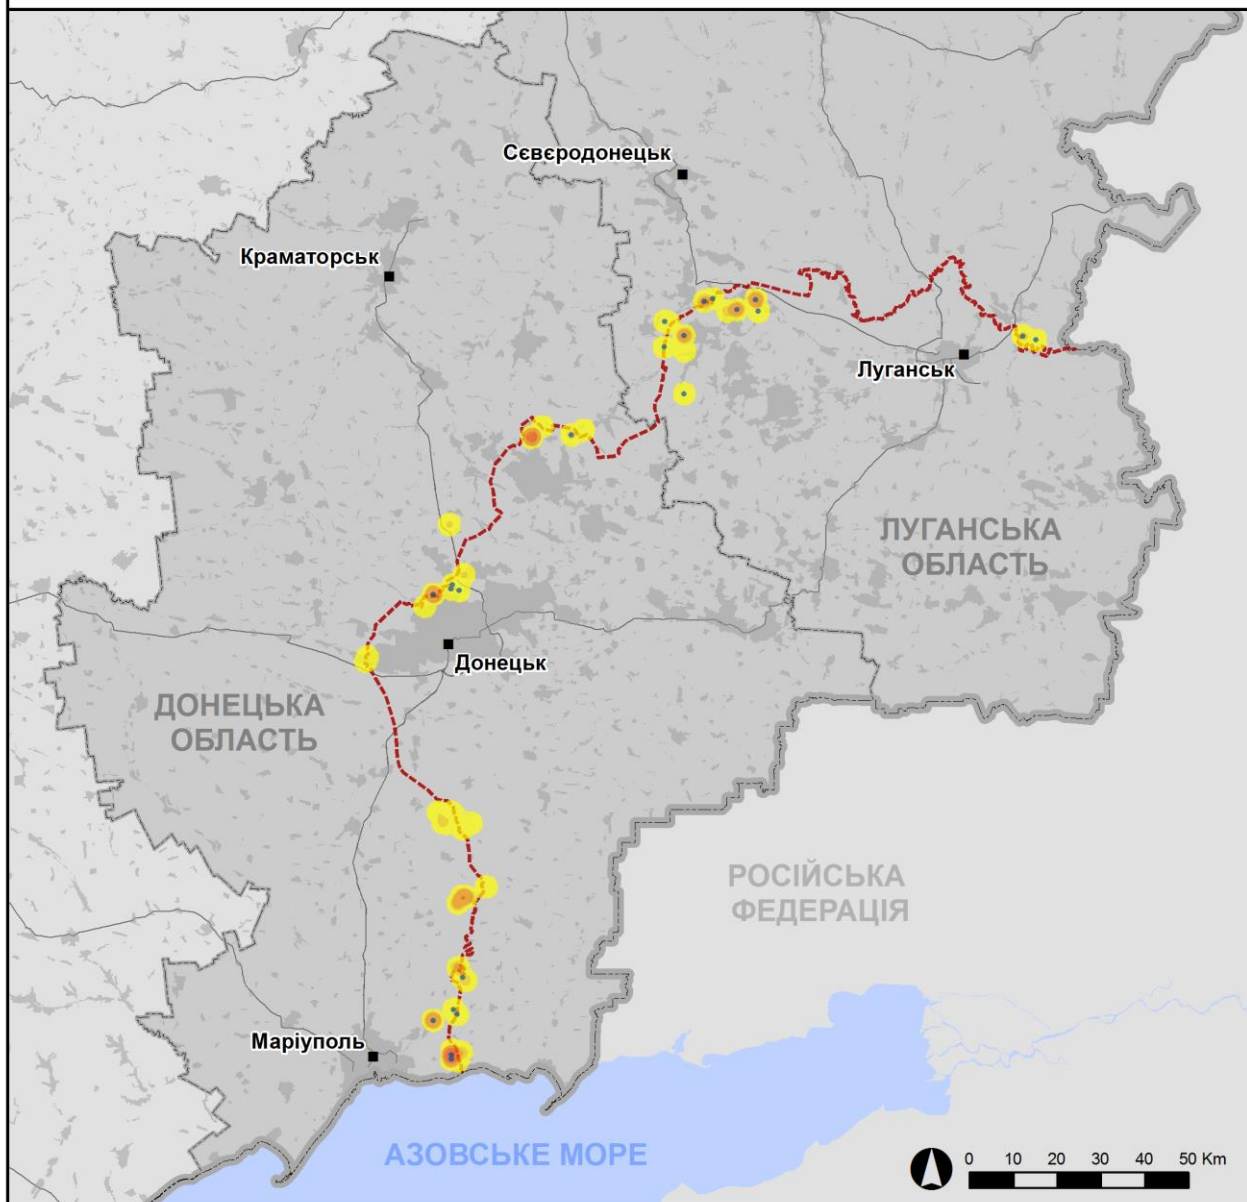 Сєвєродонецьк
Краматорськ
Луганськ
ЛУГАНСЬКА
ОБЛАСТЬ
Донецьк
ДОНЕЦЬКА
ОБЛАСТЬ
РОСІЙСЬКА
ФЕДЕРАЦІЯ
Маріуполь
АЗОВСЬКЕ МОРЕ
0 10 20 30 40 50 Km